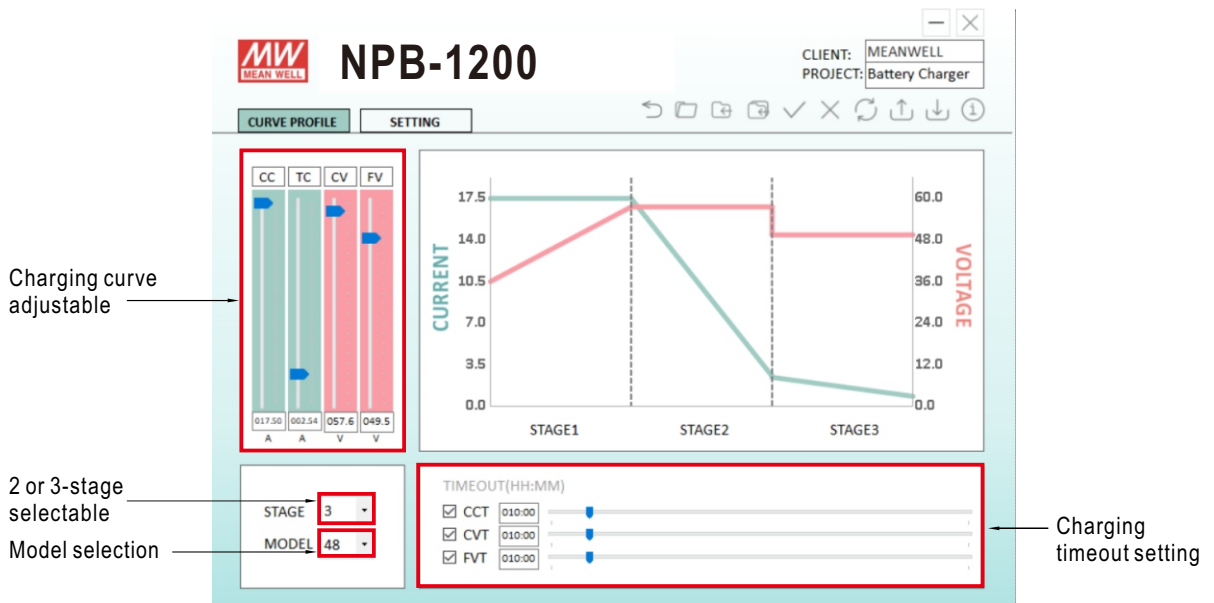 MW
MEAN WELL
NPB-1200
CLIENT: MEANWELL
PROJECT: Battery Charger
CURVE PROFILE
SETTING
CC TC CV FV
017.50 002.54 057.6 049.5
A A V V
Charging curve
adjustable
CURRENT
17.5
14.0
10.5
7.0
3.5
0.0
60.0
48.0
36.0
24.0
12.0
0.0
VOLTAGE
STAGE1 STAGE2 STAGE3
2 or 3-stage
selectable
Model selection
STAGE 3
MODEL 48
TIMEOUT(HH:MM)
CCT 010:00
CVT 010:00
FVT 010:00
Charging
timeout setting